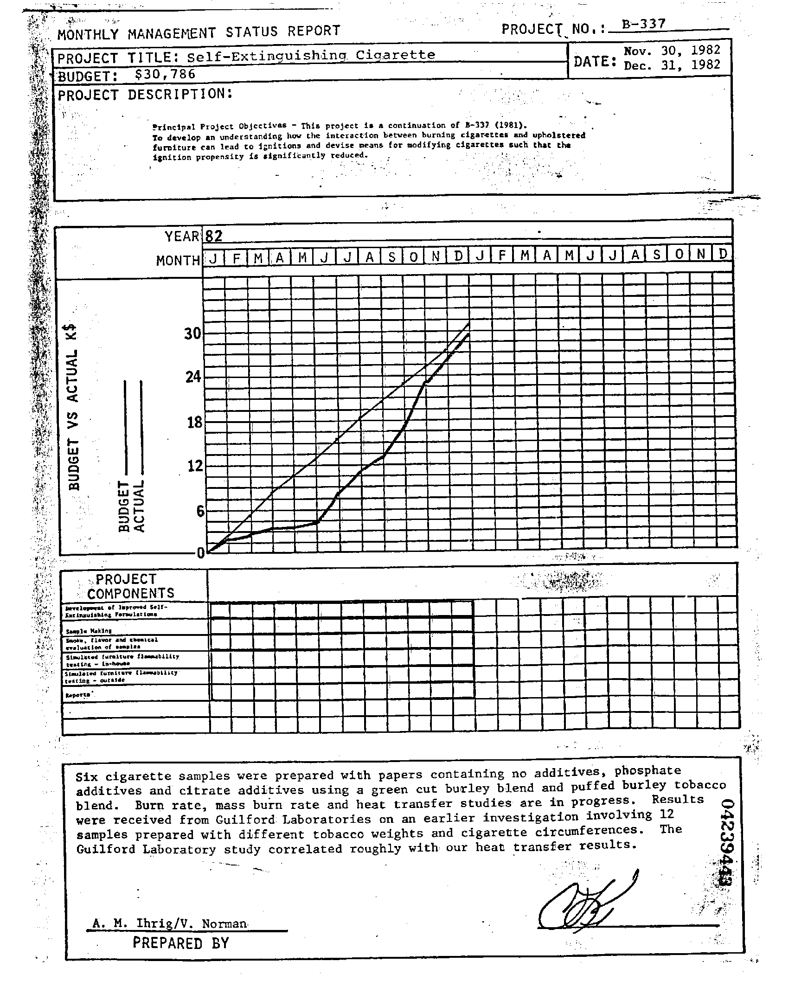 MONTHLY MANAGEMENT STATUS REPORT PROJECT NO.: B-337
PROJECT TITLE: Self-Extinguishing Cigarette
DATE: Nov. 30, 1982
Dec. 31, 1982
BUDGET: $30,786
PROJECT DESCRIPTION:
Principal Project Objectives - This project is a continuation of B-337 (1981).
To develop an understanding how the interaction between burning cigarettes and upholstered
furniture can lead to ignitions and devise means for modifying cigarettes such that the
ignition propensity is significantly reduced.
YEAR 82
MONTH J F M A M J J A S O N D J F M A M J J A S O N D
BUDGET VS ACTUAL K$
BUDGET
ACTUAL
30
24
18
12
6
0
PROJECT
COMPONENTS
Development of Improved Self-
Extinguishing Formulations
Sample Making
Smoke, flavor and chemical
evaluation of samples
Simulated furniture flammability
testing - in-house
Simulated furniture flammability
testing - outside
Reports
Six cigarette samples were prepared with papers containing no additives, phosphate
additives and citrate additives using a green cut burley blend and puffed burley tobacco
blend. Burn rate, mass burn rate and heat transfer studies are in progress. Results
were received from Guilford Laboratories on an earlier investigation involving 12
samples prepared with different tobacco weights and cigarette circumferences. The
Guilford Laboratory study correlated roughly with our heat transfer results.
04239443
A. M. Ihrig/V. Norman
PREPARED BY